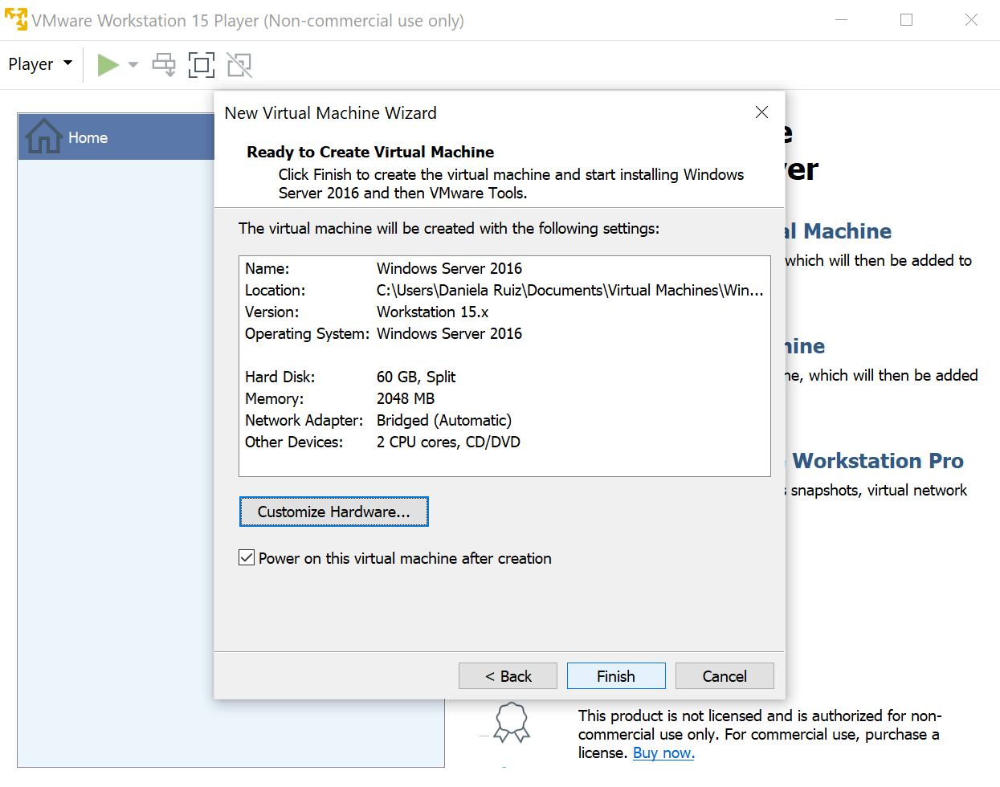 VMware Workstation 15 Player (Non-commercial use only)
Player
New Virtual Machine Wizard
Ready to Create Virtual Machine
Click Finish to create the virtual machine and start installing Windows
Server 2016 and then VMware Tools.
The virtual machine will be created with the following settings:
Name: Windows Server 2016
Location: C:\Users\Daniela Ruiz\Documents\Virtual Machines\Win...
Version: Workstation 15.x
Operating System: Windows Server 2016
Hard Disk: 60 GB, Split
Memory: 2048 MB
Network Adapter: Bridged (Automatic)
Other Devices: 2 CPU cores, CD/DVD
Customize Hardware...
Power on this virtual machine after creation
< Back
Finish
Cancel
Home
Machine
which will then be added to
which will then be added
Workstation Pro
snapshots, virtual network
This product is not licensed and is authorized for non-
commercial use only. For commercial use, purchase a
license. Buy now.